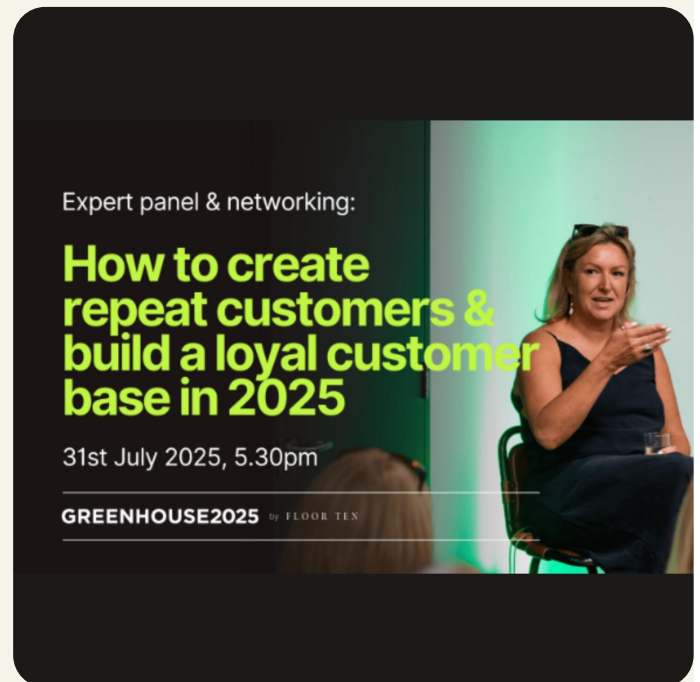 Expert panel & networking:
How to create
repeat customers &
build a loyal customer
base in 2025
31st July 2025, 5.30pm
GREENHOUSE2025 by FLOOR TEN